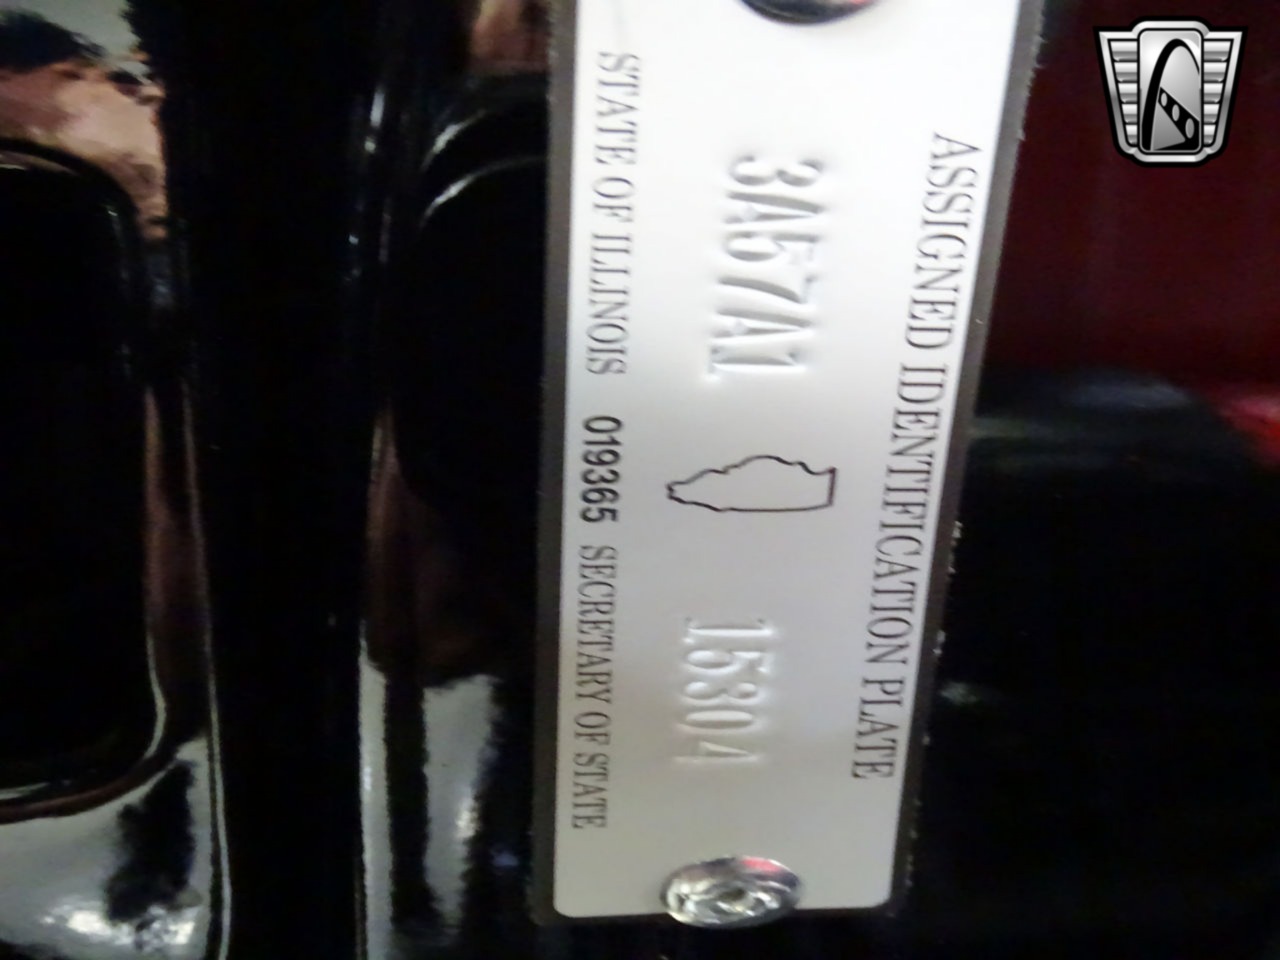 ASSIGNED IDENTIFICATION PLATE
3A57A1 15304
STATE OF ILLINOIS 019365 SECRETARY OF STATE